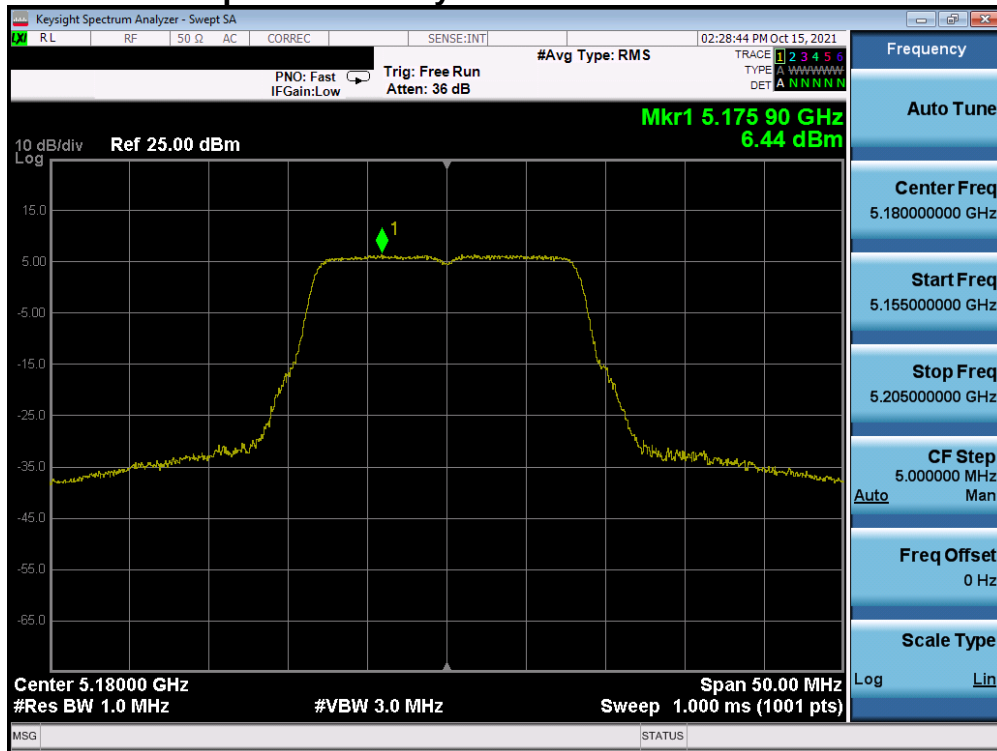 Keysight Spectrum Analyzer - Swept SA
LXI RL RF 50 Ω AC CORREC SENSE:INT 02:28:44 PM Oct 15, 2021
#Avg Type: RMS TRACE 1 2 3 4 5 6
PNO: Fast Trig: Free Run TYPE A WWWWW
IFGain:Low Atten: 36 dB DET A N N N N N
Mkr1 5.175 90 GHz
6.44 dBm
10 dB/div Ref 25.00 dBm
Log
15.0
1
5.00
-5.00
-15.0
-25.0
-35.0
-45.0
-55.0
-65.0
Center 5.18000 GHz Span 50.00 MHz
#Res BW 1.0 MHz #VBW 3.0 MHz Sweep 1.000 ms (1001 pts)
MSG STATUS
Frequency
Auto Tune
Center Freq
5.180000000 GHz
Start Freq
5.155000000 GHz
Stop Freq
5.205000000 GHz
CF Step
5.000000 MHz
Auto Man
Freq Offset
0 Hz
Scale Type
Log Lin